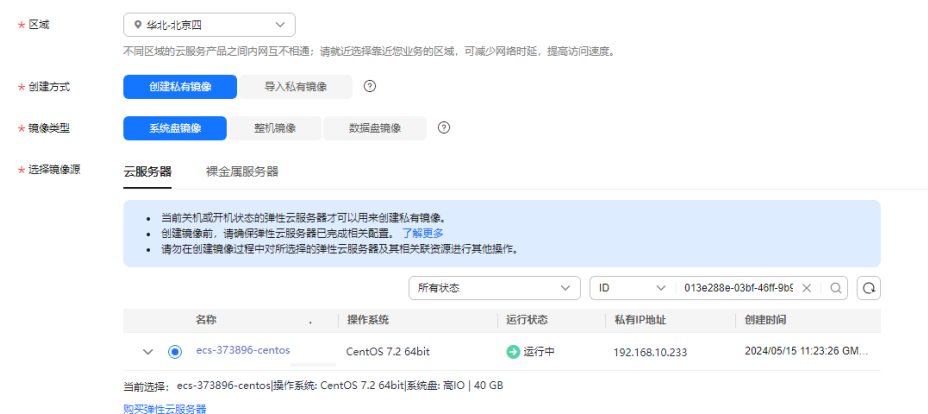 * 区域 华北-北京四
不同区域的云服务产品之间内网互不相通；请就近选择靠近您业务的区域，可减少网络时延，提高访问速度。
* 创建方式 创建私有镜像 导入私有镜像 ?
* 镜像类型 系统盘镜像 整机镜像 数据盘镜像 ?
* 选择镜像源 云服务器 裸金属服务器
• 当前关机或开机状态的弹性云服务器才可以用来创建私有镜像。
• 创建镜像前，请确保弹性云服务器已完成相关配置。 了解更多
• 请勿在创建镜像过程中对所选择的弹性云服务器及其相关联资源进行其他操作。
所有状态 ID 013e288e-03bf-46ff-9b9
名称 操作系统 运行状态 私有IP地址 创建时间
ecs-373896-centos CentOS 7.2 64bit 运行中 192.168.10.233 2024/05/15 11:23:26 GM...
当前选择： ecs-373896-centos|操作系统: CentOS 7.2 64bit|系统盘: 高IO | 40 GB
购买弹性云服务器